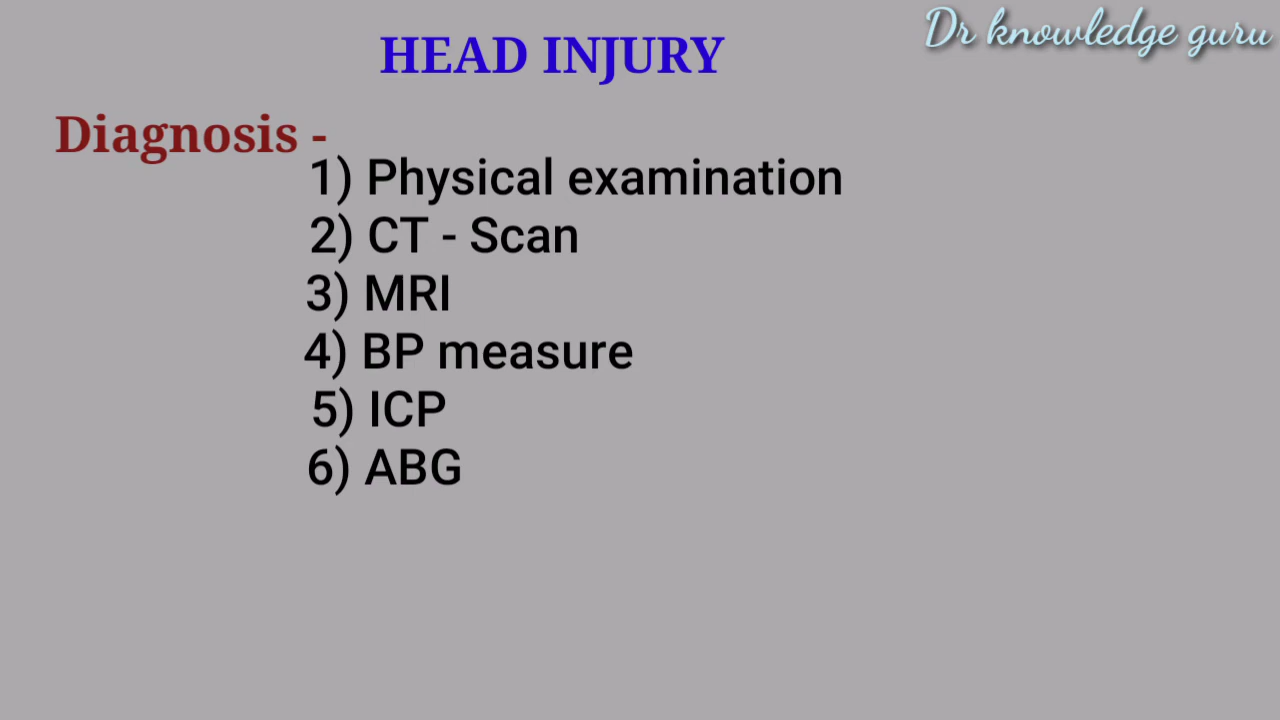 Dr knowledge guru
HEAD INJURY
Diagnosis -
1) Physical examination
2) CT - Scan
3) MRI
4) BP measure
5) ICP
6) ABG